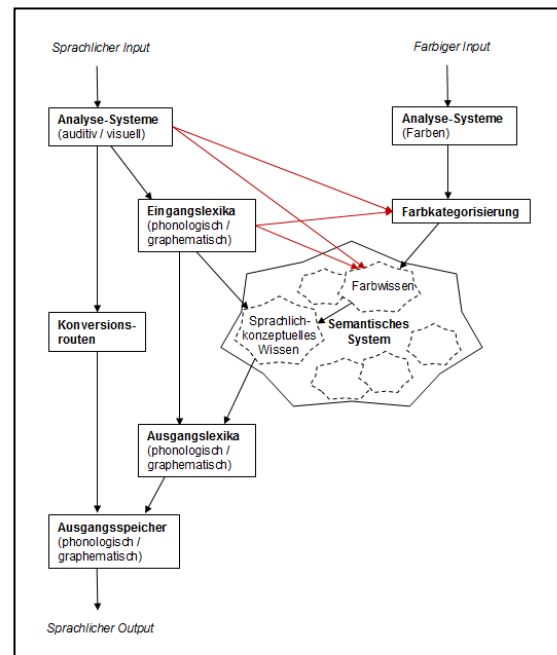 Sprachlicher Input
Farbiger Input
Analyse-Systeme
(auditiv / visuell)
Analyse-Systeme
(Farben)
Eingangslexika
(phonologisch /
graphematisch)
Farbkategorisierung
Farbwissen
Konversions-
routen
Sprachlich-
konzeptuelles
Wissen
Semantisches
System
Ausgangslexika
(phonologisch /
graphematisch)
Ausgangsspeicher
(phonologisch /
graphematisch)
Sprachlicher Output